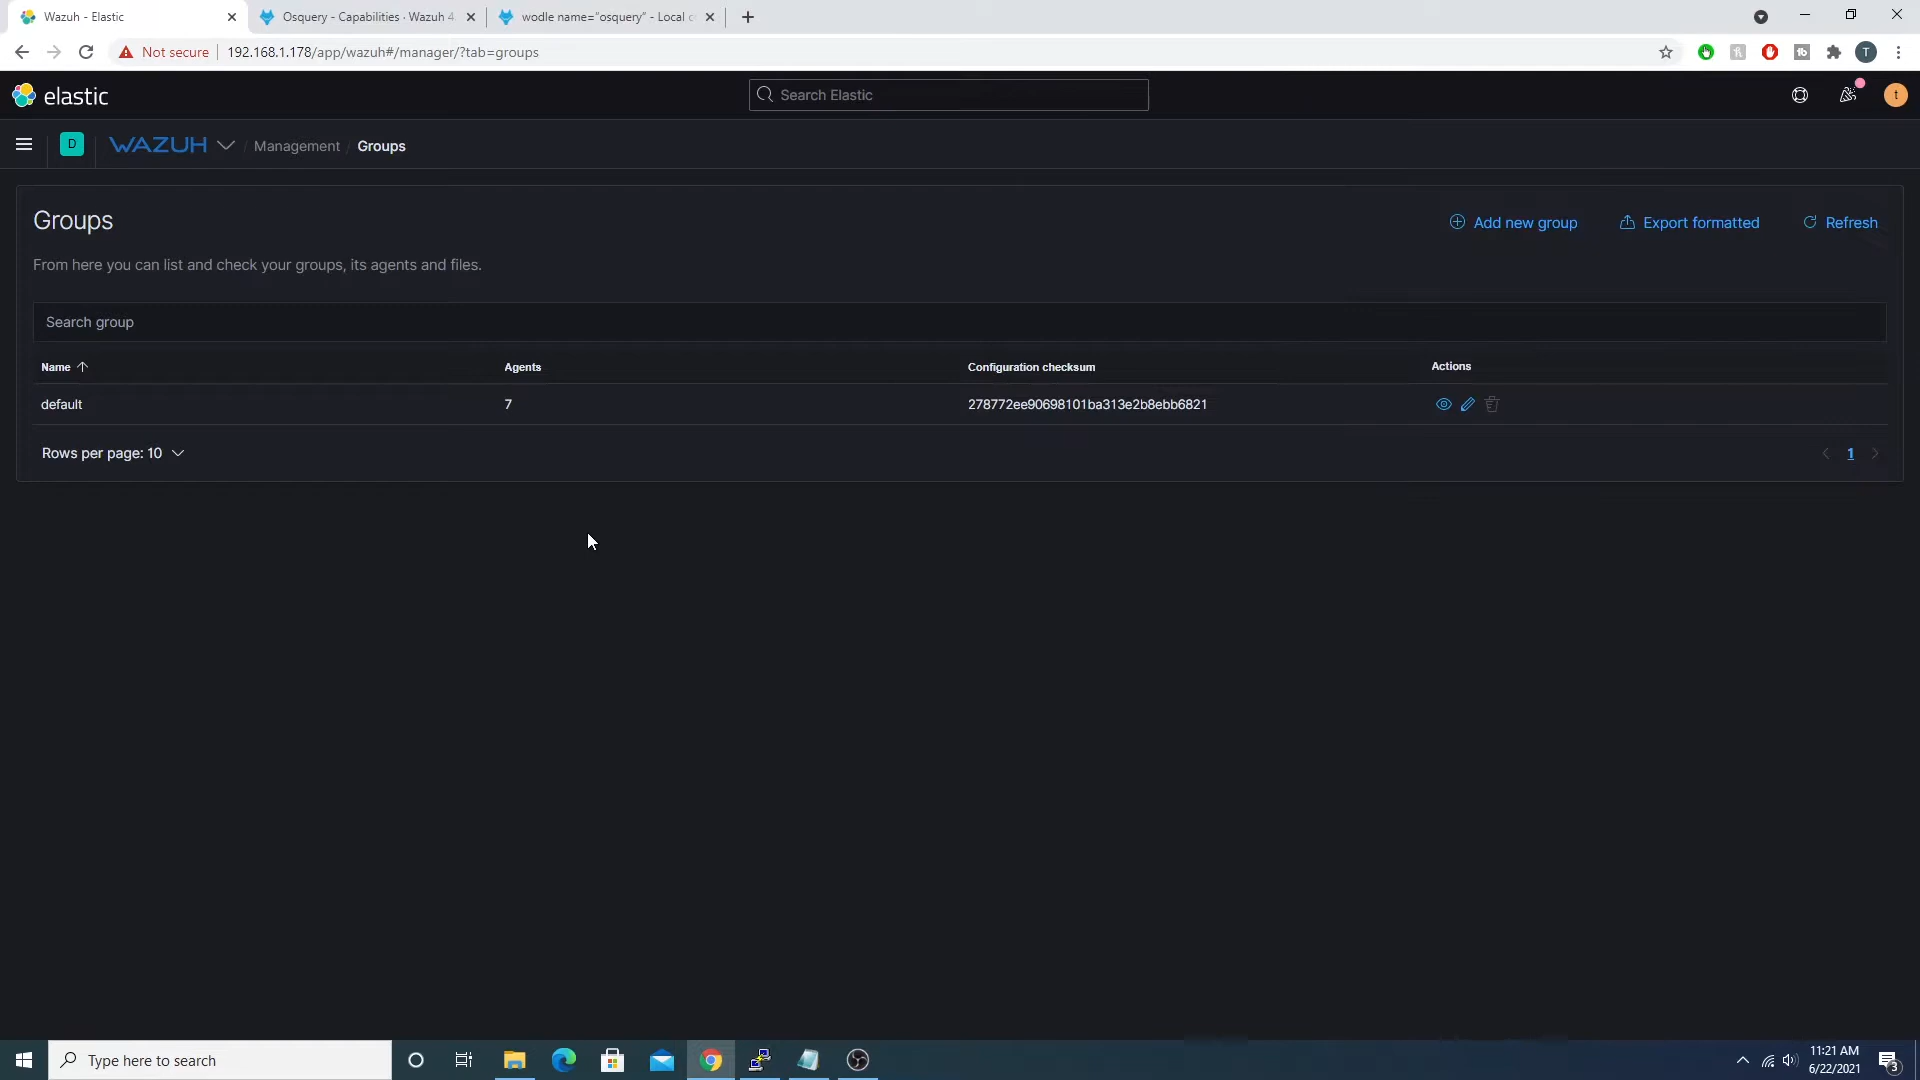 Wazuh - Elastic
Osquery - Capabilities · Wazuh 4.
wodle name="osquery" - Local c
Not secure
192.168.1.178/app/wazuh#/manager/?tab=groups
T
elastic
Search Elastic
t
D
WAZUH
Management
Groups
Groups
Add new group
Export formatted
Refresh
From here you can list and check your groups, its agents and files.
Search group
Name
Agents
Configuration checksum
Actions
default
7
278772ee90698101ba313e2b8ebb6821
Rows per page: 10
1
Type here to search
11:21 AM
6/22/2021
3